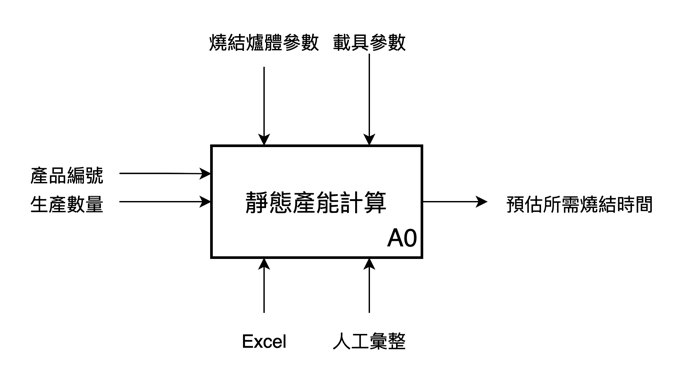 燒結爐體參數 載具參數
產品編號
生產數量
靜態產能計算
A0
預估所需燒結時間
Excel 人工彙整